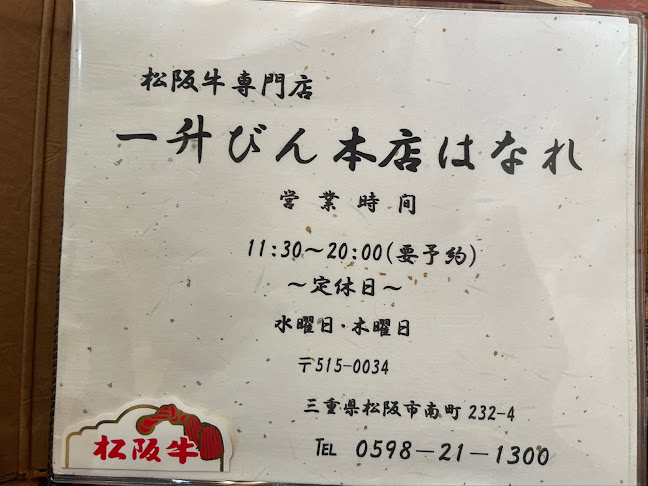 松阪牛専門店
一升びん本店はなれ
営業時間
11:30～20:00(要予約)
～定休日～
水曜日・木曜日
〒515-0034
三重県松阪市南町232-4
TEL 0598-21-1300
松阪牛